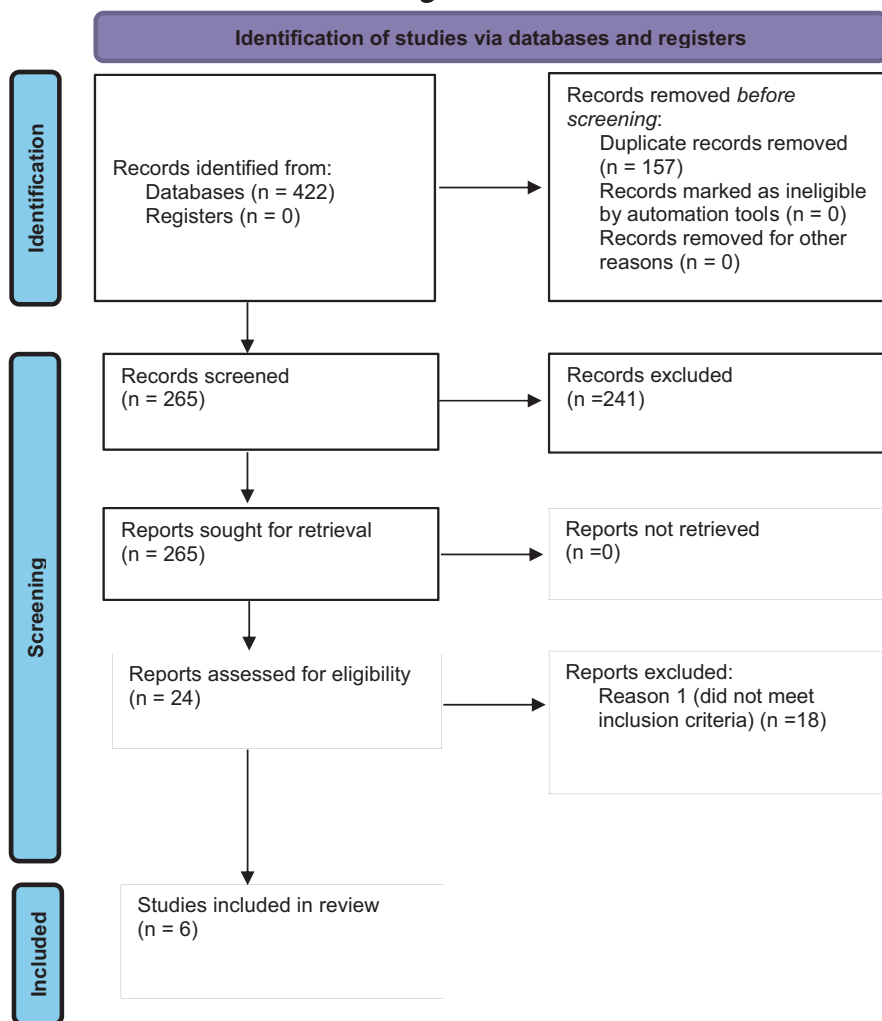 Identification of studies via databases and registers
Identification
Records identified from:
Databases (n = 422)
Registers (n = 0)
Records removed before
screening:
Duplicate records removed
(n = 157)
Records marked as ineligible
by automation tools (n = 0)
Records removed for other
reasons (n = 0)
Screening
Records screened
(n = 265)
Records excluded
(n =241)
Reports sought for retrieval
(n = 265)
Reports not retrieved
(n =0)
Reports assessed for eligibility
(n = 24)
Reports excluded:
Reason 1 (did not meet
inclusion criteria) (n =18)
Included
Studies included in review
(n = 6)